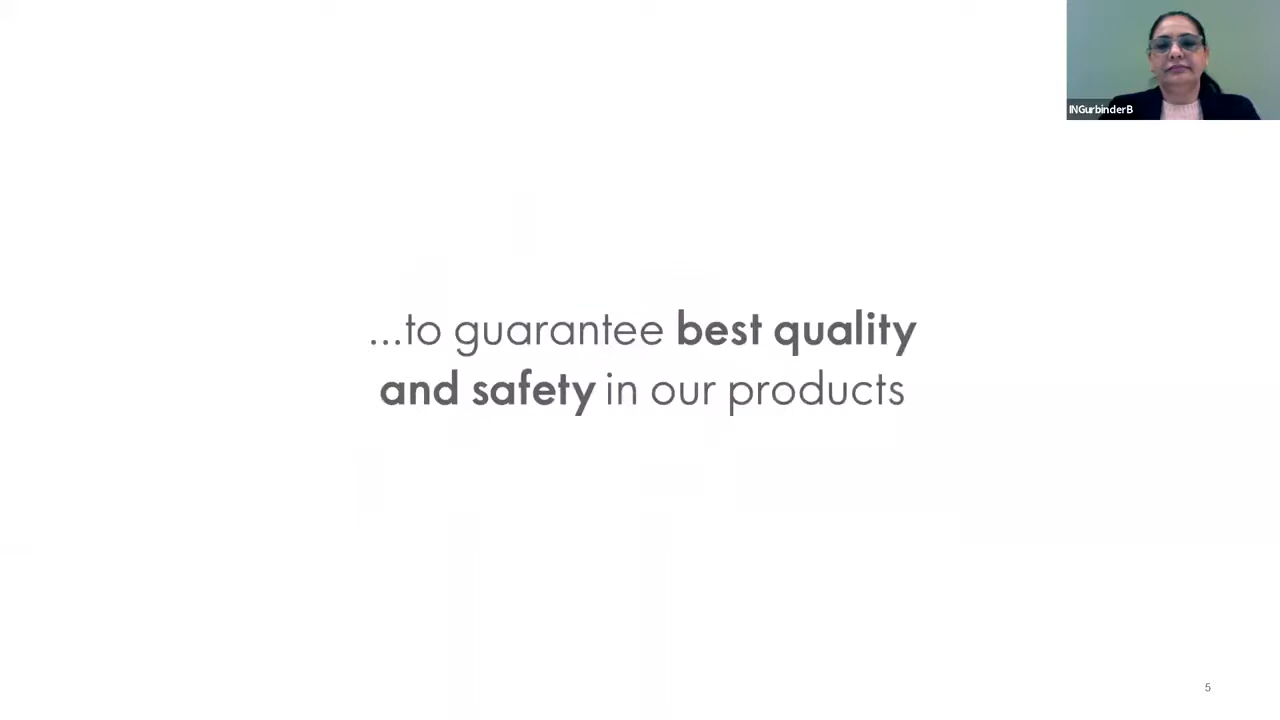 INGurbinderB
...to guarantee best quality
and safety in our products
5